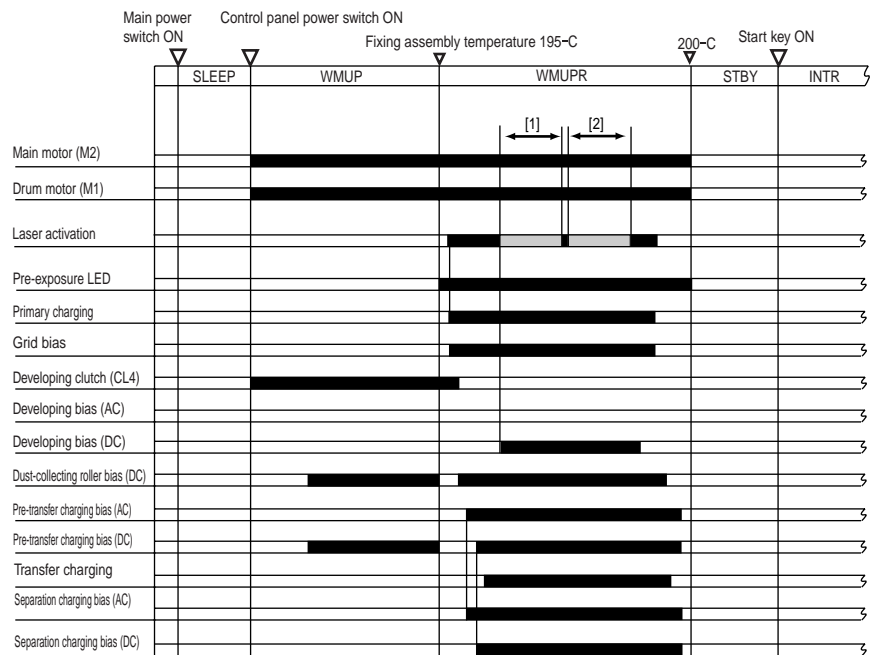 Main power
switch ON
Control panel power switch ON
Fixing assembly temperature 195–C
200–C
Start key ON
SLEEP
WMUP
WMUPR
STBY
INTR
[1]
[2]
Main motor (M2)
Drum motor (M1)
Laser activation
Pre-exposure LED
Primary charging
Grid bias
Developing clutch (CL4)
Developing bias (AC)
Developing bias (DC)
Dust-collecting roller bias (DC)
Pre-transfer charging bias (AC)
Pre-transfer charging bias (DC)
Transfer charging
Separation charging bias (AC)
Separation charging bias (DC)